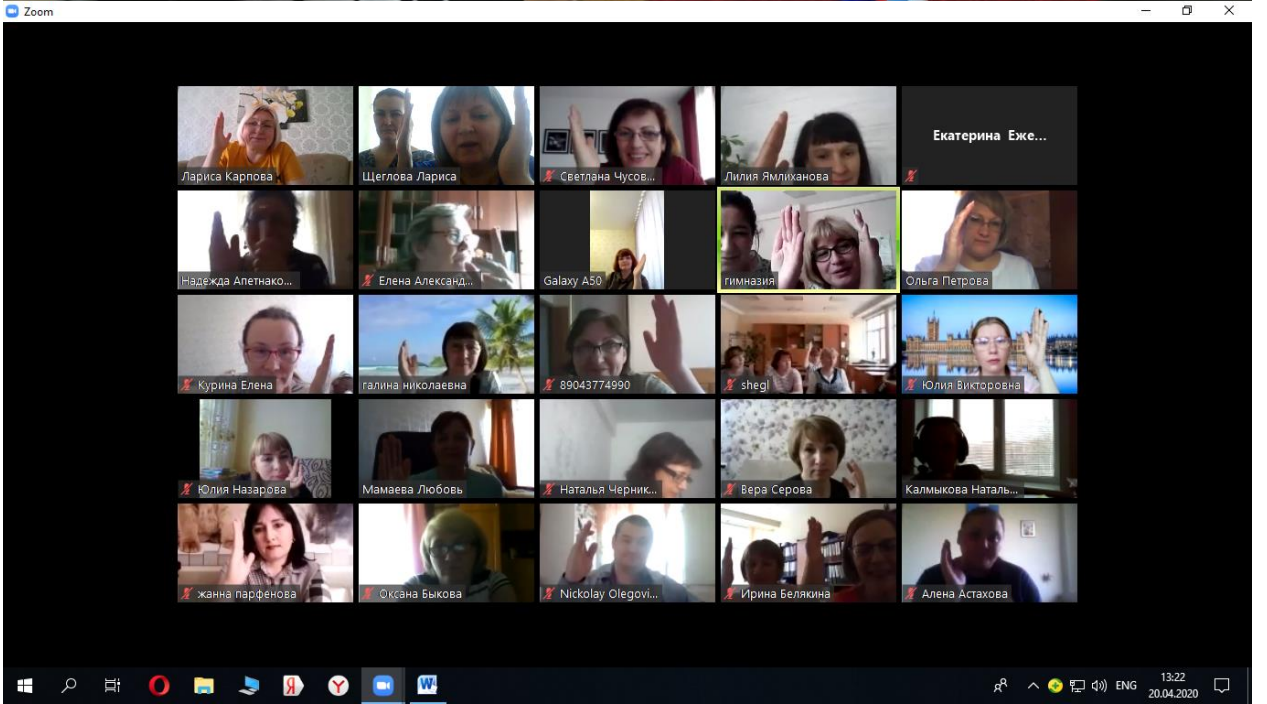 Zoom
Лариса Карпова
Щеглова Лариса
Светлана Чусов...
Лилия Ямлиханова
Екатерина Еже...
Надежда Апетнако...
Елена Александ...
Galaxy A50
гимназия
Ольга Петрова
Курина Елена
галина николаевна
89043774990
shegl
Юлия Викторовна
Юлия Назарова
Мамаева Любовь
Наталья Черник...
Вера Серова
Калмыкова Наталь...
жанна парфенова
Оксана Быкова
Nickolay Olegovi...
Ирина Белякина
Алена Астахова
ENG
13:22
20.04.2020